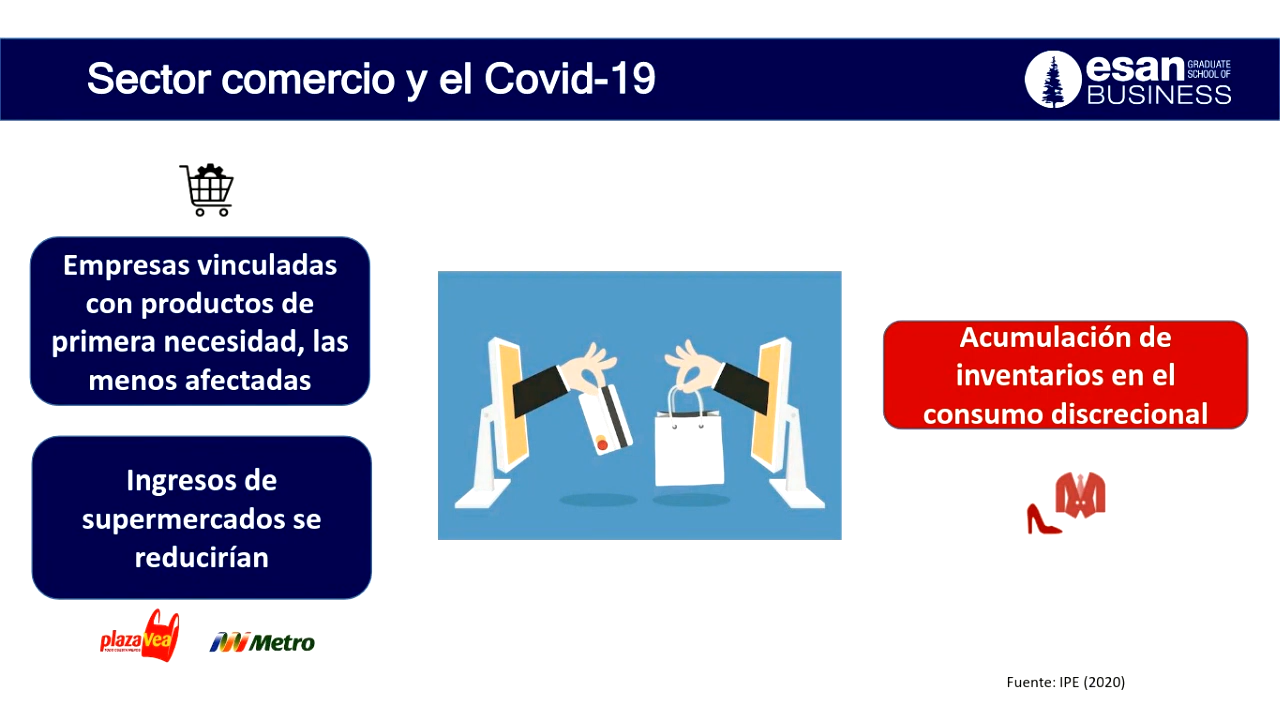 Sector comercio y el Covid-19
esan GRADUATE
SCHOOL OF
BUSINESS
Empresas vinculadas
con productos de
primera necesidad, las
menos afectadas
Ingresos de
supermercados se
reducirían
plazaVea
Metro
Acumulación de
inventarios en el
consumo discrecional
Fuente: IPE (2020)